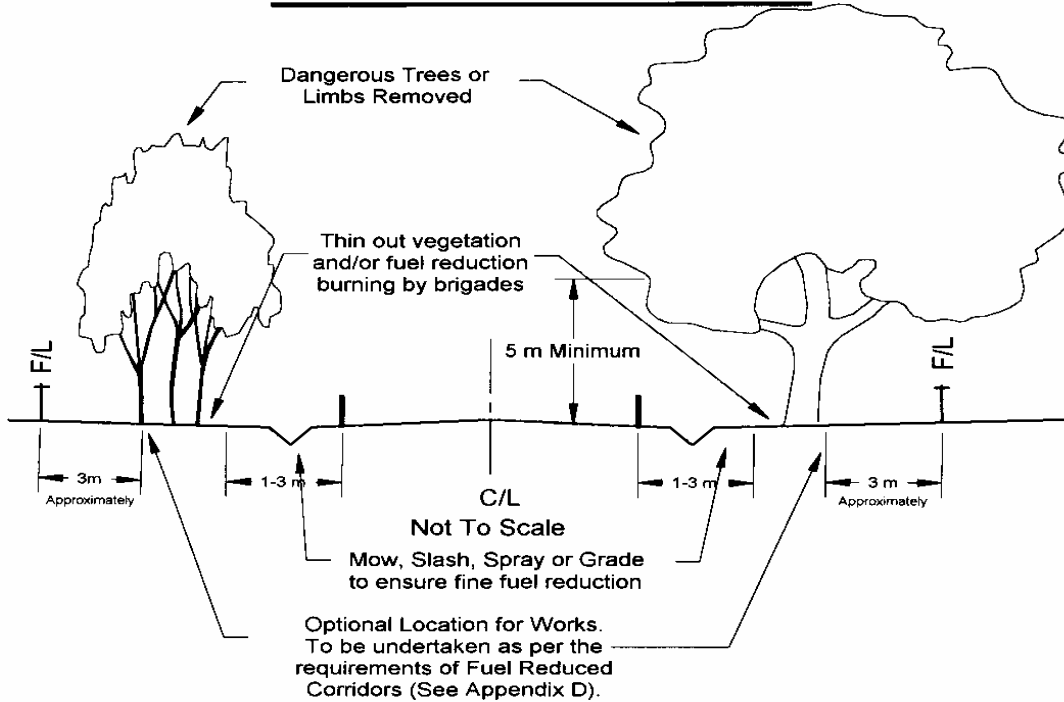 Dangerous Trees or
Limbs Removed
Thin out vegetation
and/or fuel reduction
burning by brigades
5 m Minimum
F/L
F/L
3m
Approximately
1-3 m
1-3 m
3 m
Approximately
C/L
Not To Scale
Mow, Slash, Spray or Grade
to ensure fine fuel reduction
Optional Location for Works.
To be undertaken as per the
requirements of Fuel Reduced
Corridors (See Appendix D).